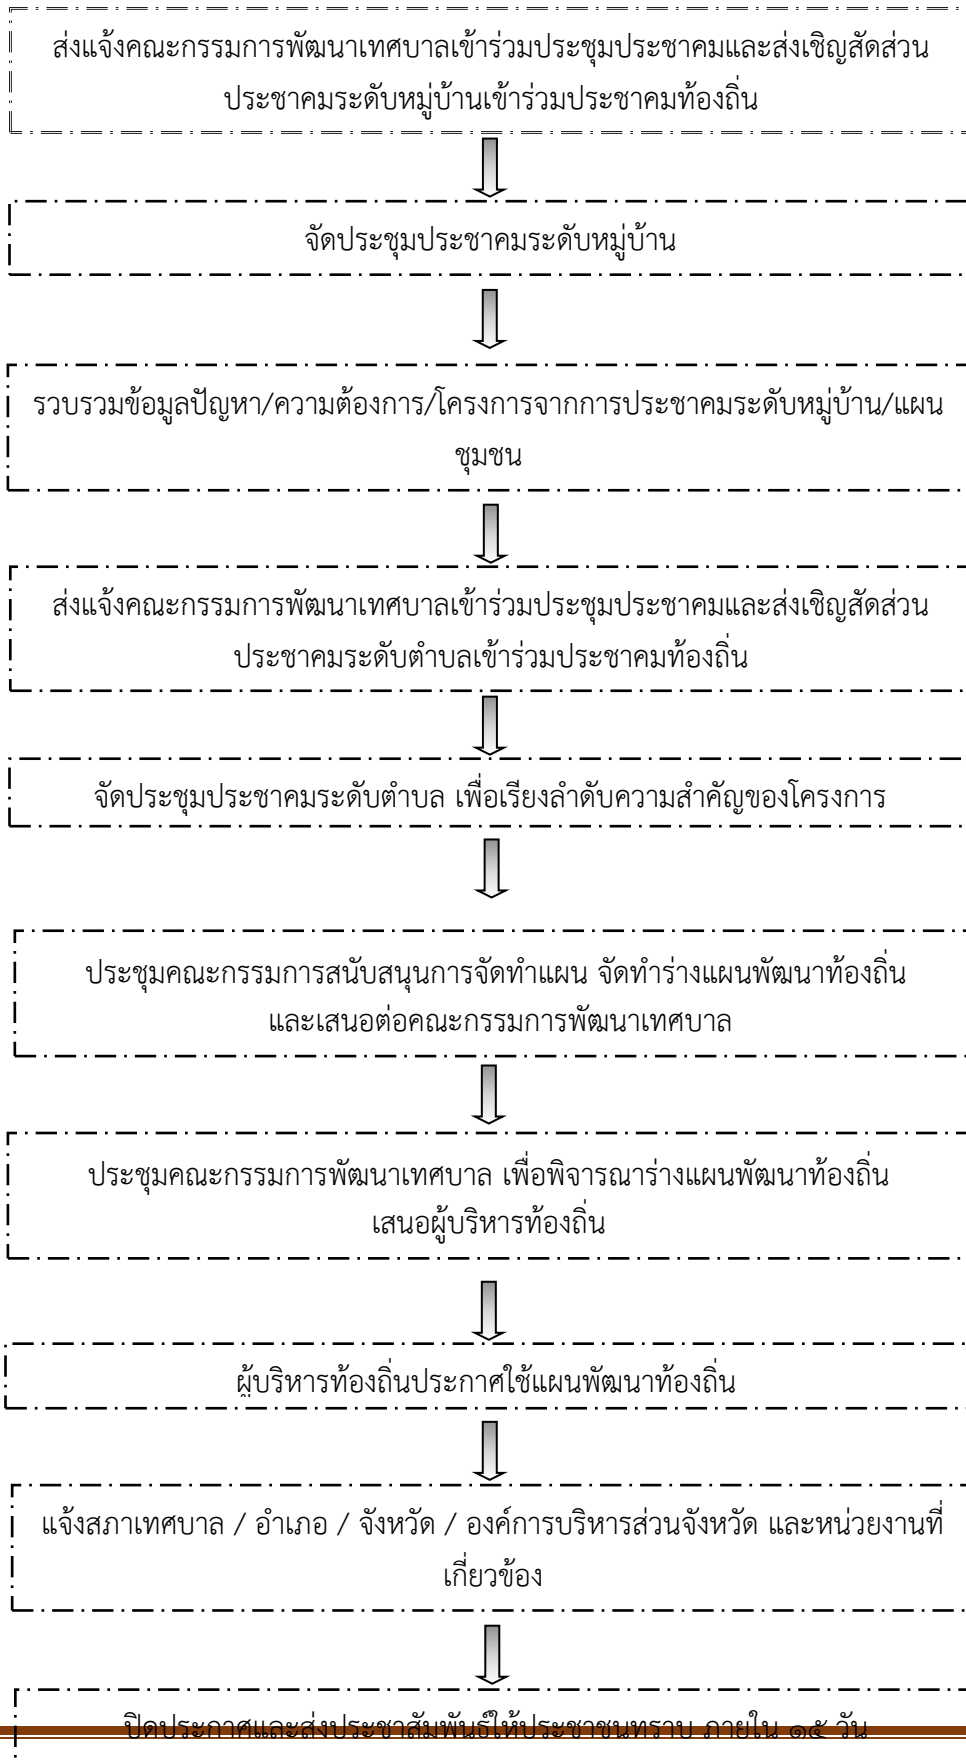 ส่งแจ้งคณะกรรมการพัฒนาเทศบาลเข้าร่วมประชุมประชาคมและส่งเชิญสัดส่วน
ประชาคมระดับหมู่บ้านเข้าร่วมประชาคมท้องถิ่น
จัดประชุมประชาคมระดับหมู่บ้าน
รวบรวมข้อมูลปัญหา/ความต้องการ/โครงการจากการประชาคมระดับหมู่บ้าน/แผน
ชุมชน
ส่งแจ้งคณะกรรมการพัฒนาเทศบาลเข้าร่วมประชุมประชาคมและส่งเชิญสัดส่วน
ประชาคมระดับตำบลเข้าร่วมประชาคมท้องถิ่น
จัดประชุมประชาคมระดับตำบล เพื่อเรียงลำดับความสำคัญของโครงการ
ประชุมคณะกรรมการสนับสนุนการจัดทำแผน จัดทำร่างแผนพัฒนาท้องถิ่น
และเสนอต่อคณะกรรมการพัฒนาเทศบาล
ประชุมคณะกรรมการพัฒนาเทศบาล เพื่อพิจารณาร่างแผนพัฒนาท้องถิ่น
เสนอผู้บริหารท้องถิ่น
ผู้บริหารท้องถิ่นประกาศใช้แผนพัฒนาท้องถิ่น
แจ้งสภาเทศบาล / อำเภอ / จังหวัด / องค์การบริหารส่วนจังหวัด และหน่วยงานที่
เกี่ยวข้อง
ปิดประกาศและส่งประชาสัมพันธ์ให้ประชาชนทราบ ภายใน ๑๕ วัน